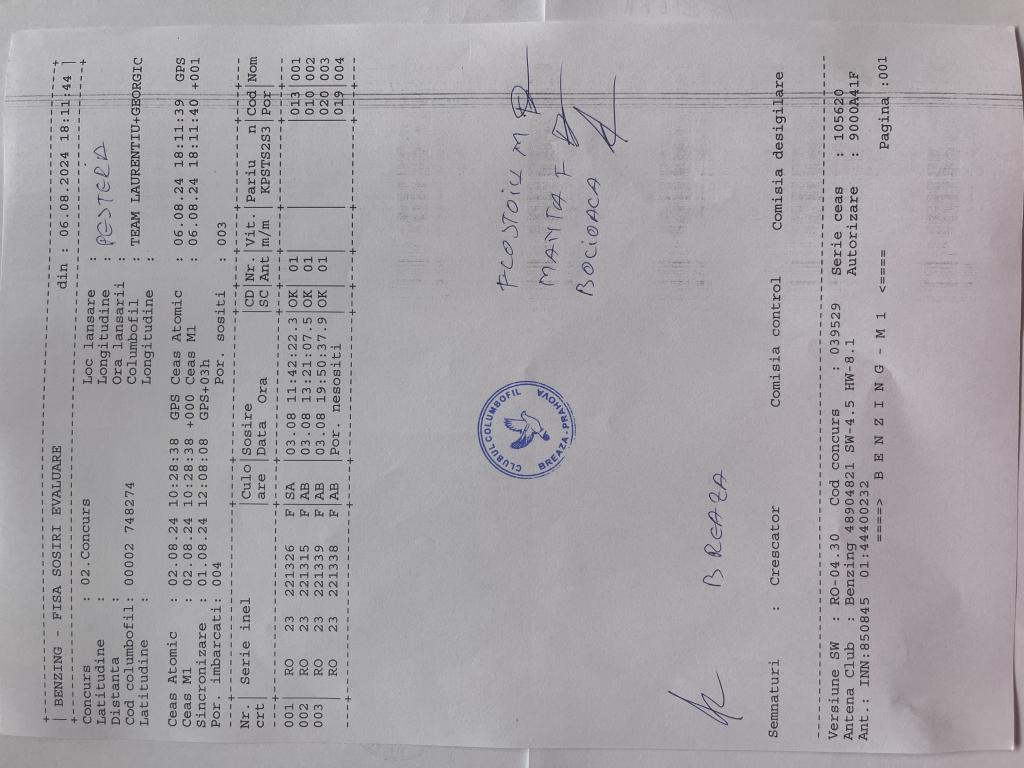 | BENZING - FISA SOSIRI EVALUARE din : 06.08.2024 18:11:44 |
Concurs : 02.Concurs Loc lansare : PESTERA
Latitudine : Longitudine :
Distanta : Ora lansarii :
Cod columbofil: 00002 748274 Columbofil : TEAM LAURENTIU+GEORGIC
Latitudine : Longitudine :
Ceas Atomic : 02.08.24 10:28:38 GPS Ceas Atomic : 06.08.24 18:11:39 GPS
Ceas M1 : 02.08.24 10:28:38 +000 Ceas M1 : 06.08.24 18:11:40 +001
Sincronizare : 01.08.24 12:08:08 GPS+03h
Por. imbarcati: 004 Por. sositi : 003
Nr. | Serie inel |Culo|Sosire |CD|Nr |Vit.|Pariu n|Cod|Nom
crt | |are |Data Ora |SC|Ant|m/m |KPSTS2S3|Por|
001 | RO 23 221326 F SA |03.08 11:42:22.3|OK| 01 | | |013|001
002 | RO 23 221315 F AB |03.08 13:21:07.5|OK| 01 | | |010|002
003 | RO 23 221339 F AB |03.08 19:50:37.9|OK| 01 | | |020|003
| RO 23 221338 F AB |Por. nesositi | | | | |019|004
FCOSTOIU M
MANTA F
BOCIOACA
CLUBUL COLUMBOFIL
BREAZA-PRAHOVA
BREAZA
Semnaturi : Crescator Comisia control Comisia desigilare
Versiune SW : RO-04.30 Cod concurs : 039529 Serie ceas : 105620
Antena Club : Benzing 48904821 SW-4.5 HW-8.1 Autorizare : 9000A41F
Ant.: INN:850845 01:44400232 Pagina :001
====> B E N Z I N G - M 1 <====